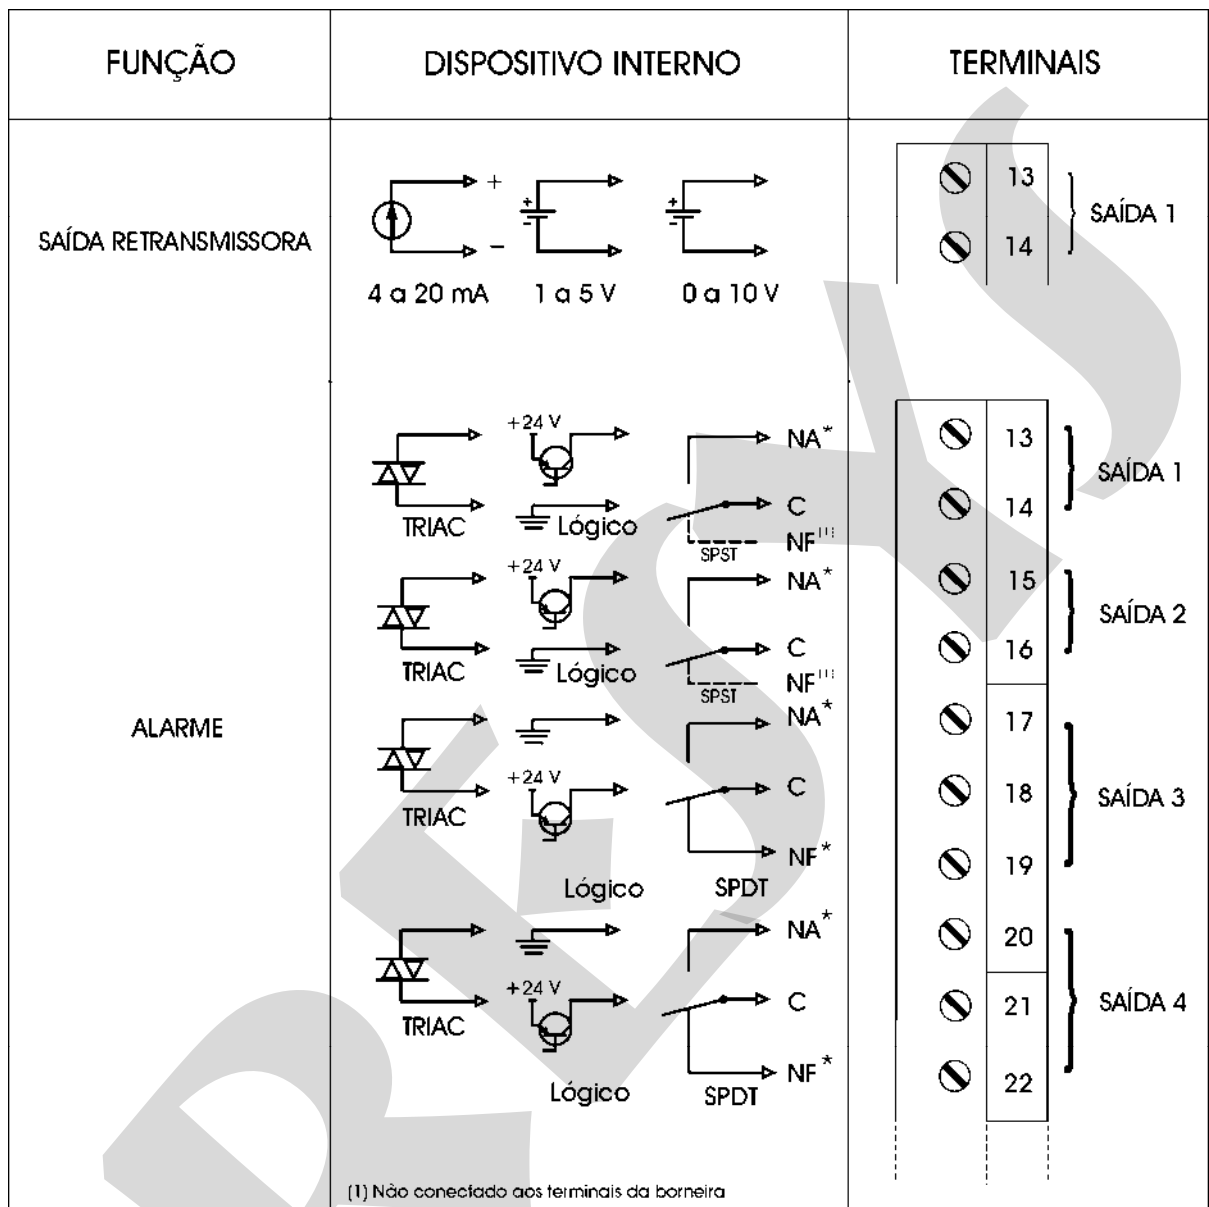 FUNÇÃO
DISPOSITIVO INTERNO
TERMINAIS
SAÍDA RETRANSMISSORA
+
−
4 a 20 mA
+
-
1 a 5 V
+
-
0 a 10 V
13
14
SAÍDA 1
ALARME
TRIAC
+24 V
Lógico
NA*
C
NF(1)
SPST
13
14
SAÍDA 1
TRIAC
+24 V
Lógico
NA*
C
NF(1)
SPST
15
16
SAÍDA 2
TRIAC
+24 V
Lógico
NA*
C
NF*
SPDT
17
18
19
SAÍDA 3
TRIAC
+24 V
Lógico
NA*
C
NF*
SPDT
20
21
22
SAÍDA 4
(1) Não conectado aos terminais da borneira
RESYS